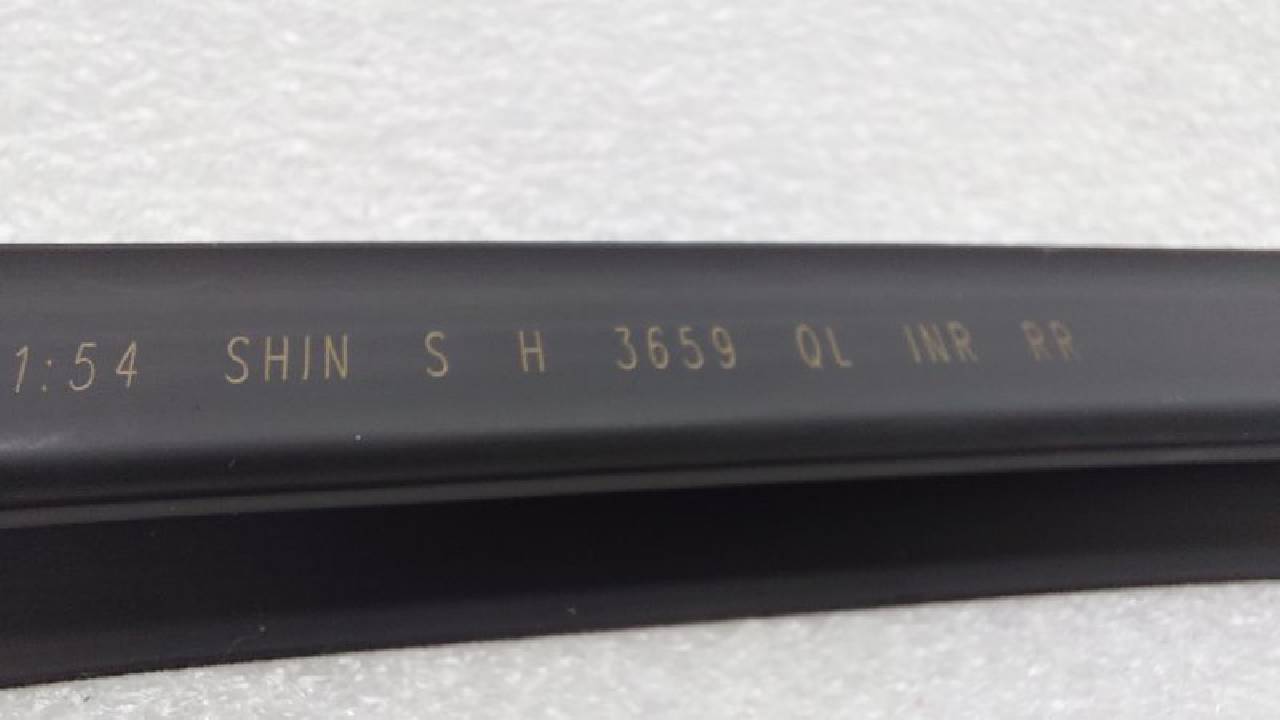 1:54 SHIN S H 3659 QL INR RR